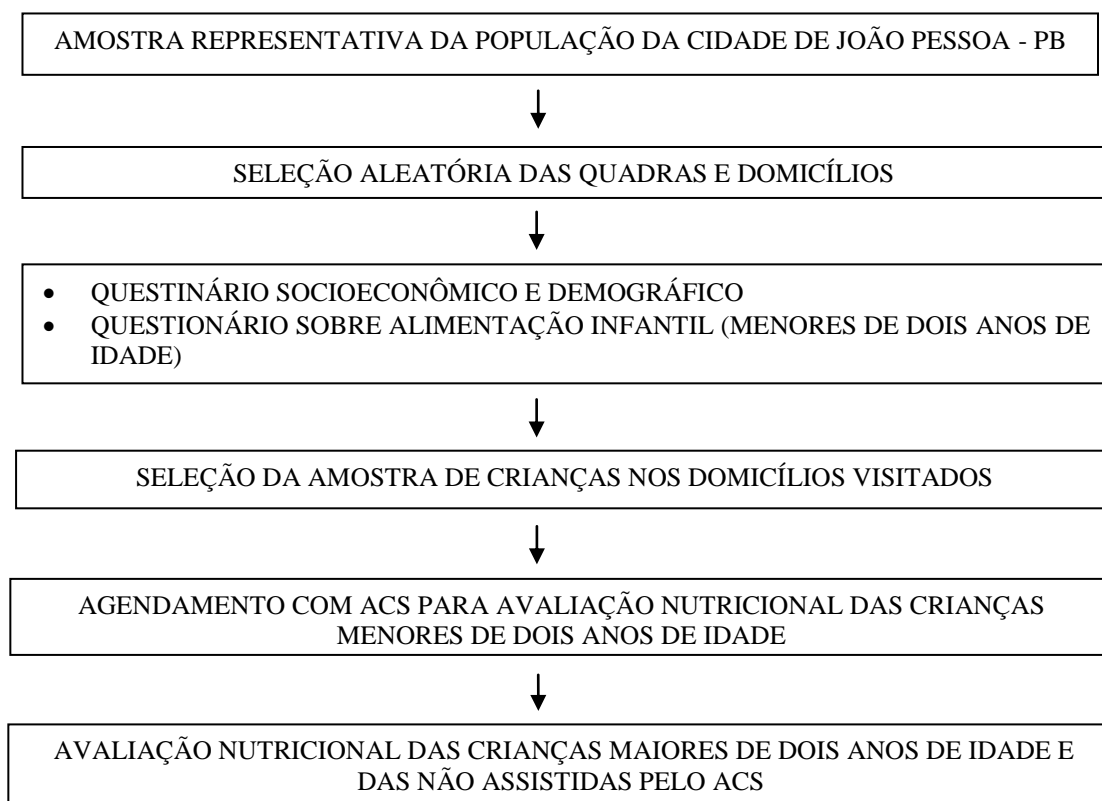 AMOSTRA REPRESENTATIVA DA POPULAÇÃO DA CIDADE DE JOÃO PESSOA - PB
SELEÇÃO ALEATÓRIA DAS QUADRAS E DOMICÍLIOS
• QUESTINÁRIO SOCIOECONÔMICO E DEMOGRÁFICO
• QUESTIONÁRIO SOBRE ALIMENTAÇÃO INFANTIL (MENORES DE DOIS ANOS DE
IDADE)
SELEÇÃO DA AMOSTRA DE CRIANÇAS NOS DOMICÍLIOS VISITADOS
AGENDAMENTO COM ACS PARA AVALIAÇÃO NUTRICIONAL DAS CRIANÇAS
MENORES DE DOIS ANOS DE IDADE
AVALIAÇÃO NUTRICIONAL DAS CRIANÇAS MAIORES DE DOIS ANOS DE IDADE E
DAS NÃO ASSISTIDAS PELO ACS